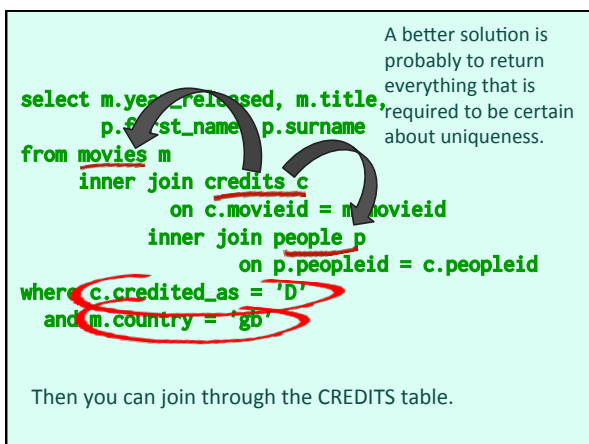 A better solution is
probably to return
everything that is
required to be certain
about uniqueness.
select m.year_released, m.title,
p.first_name, p.surname
from movies m
inner join credits c
on c.movieid = m.movieid
inner join people p
on p.peopleid = c.peopleid
where c.credited_as = 'D'
and m.country = 'gb'
Then you can join through the CREDITS table.